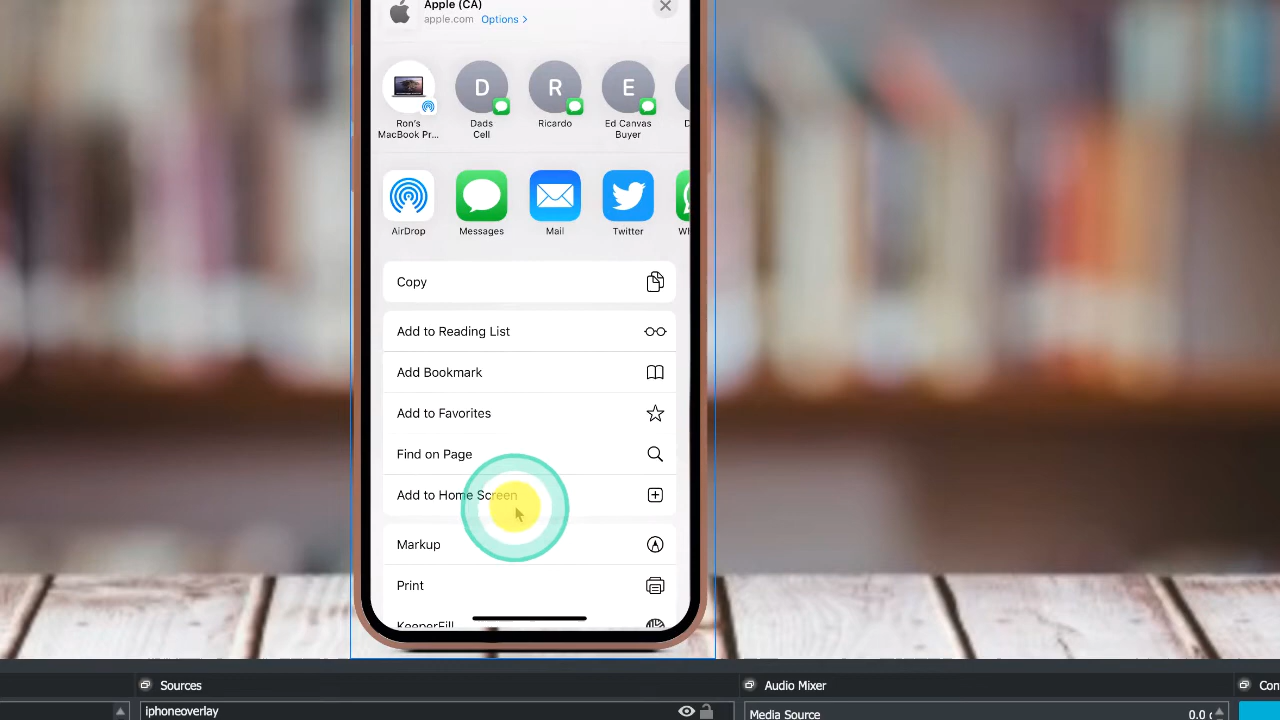 Apple (CA)
apple.com Options >
Ron's
MacBook Pr...
D
Dads
Cell
R
Ricardo
E
Ed Canvas
Buyer
AirDrop
Messages
Mail
Twitter
Copy
Add to Reading List
Add Bookmark
Add to Favorites
Find on Page
Add to Home Screen
Markup
Print
KeeperFill
Sources
Audio Mixer
iphoneoverlay
Media Source